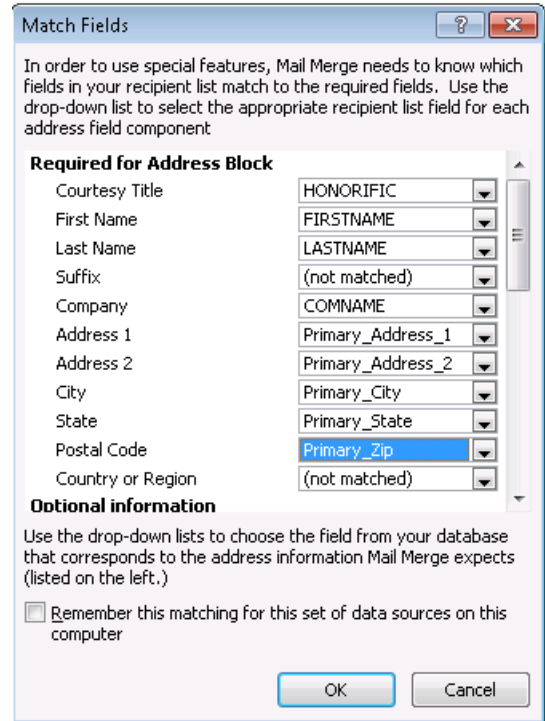 Match Fields
In order to use special features, Mail Merge needs to know which
fields in your recipient list match to the required fields.  Use the
drop-down list to select the appropriate recipient list field for each
address field component
Required for Address Block
Courtesy Title HONORIFIC
First Name FIRSTNAME
Last Name LASTNAME
Suffix (not matched)
Company COMNAME
Address 1 Primary_Address_1
Address 2 Primary_Address_2
City Primary_City
State Primary_State
Postal Code Primary_Zip
Country or Region (not matched)
Optional information
Use the drop-down lists to choose the field from your database
that corresponds to the address information Mail Merge expects
(listed on the left.)
Remember this matching for this set of data sources on this
computer
OK Cancel